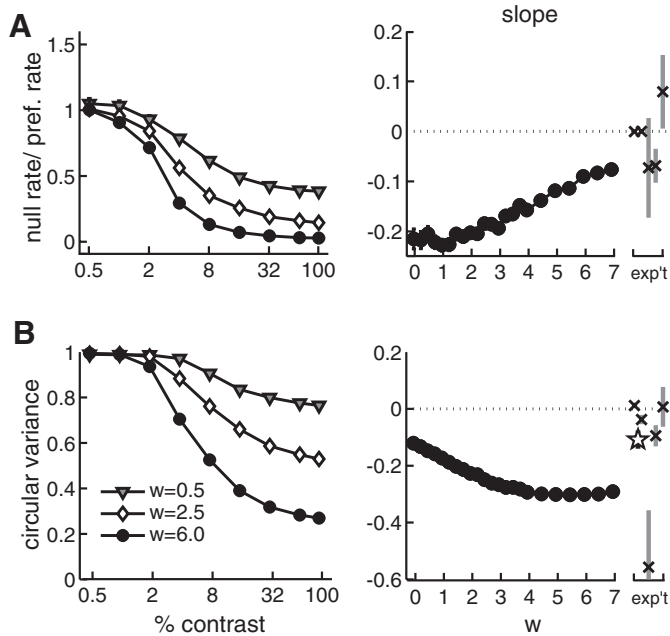 A
slope
null rate/ pref. rate
1.5
1
0.5
0
0.5 2 8 32 100
0.2
0.1
0
-0.1
-0.2
0 1 2 3 4 5 6 7 exp't
B
circular variance
1
0.8
0.6
0.4
0.2
0
w=0.5
w=2.5
w=6.0
0.5 2 8 32 100
% contrast
0.2
0
-0.2
-0.4
-0.6
0 1 2 3 4 5 6 7 exp't
w